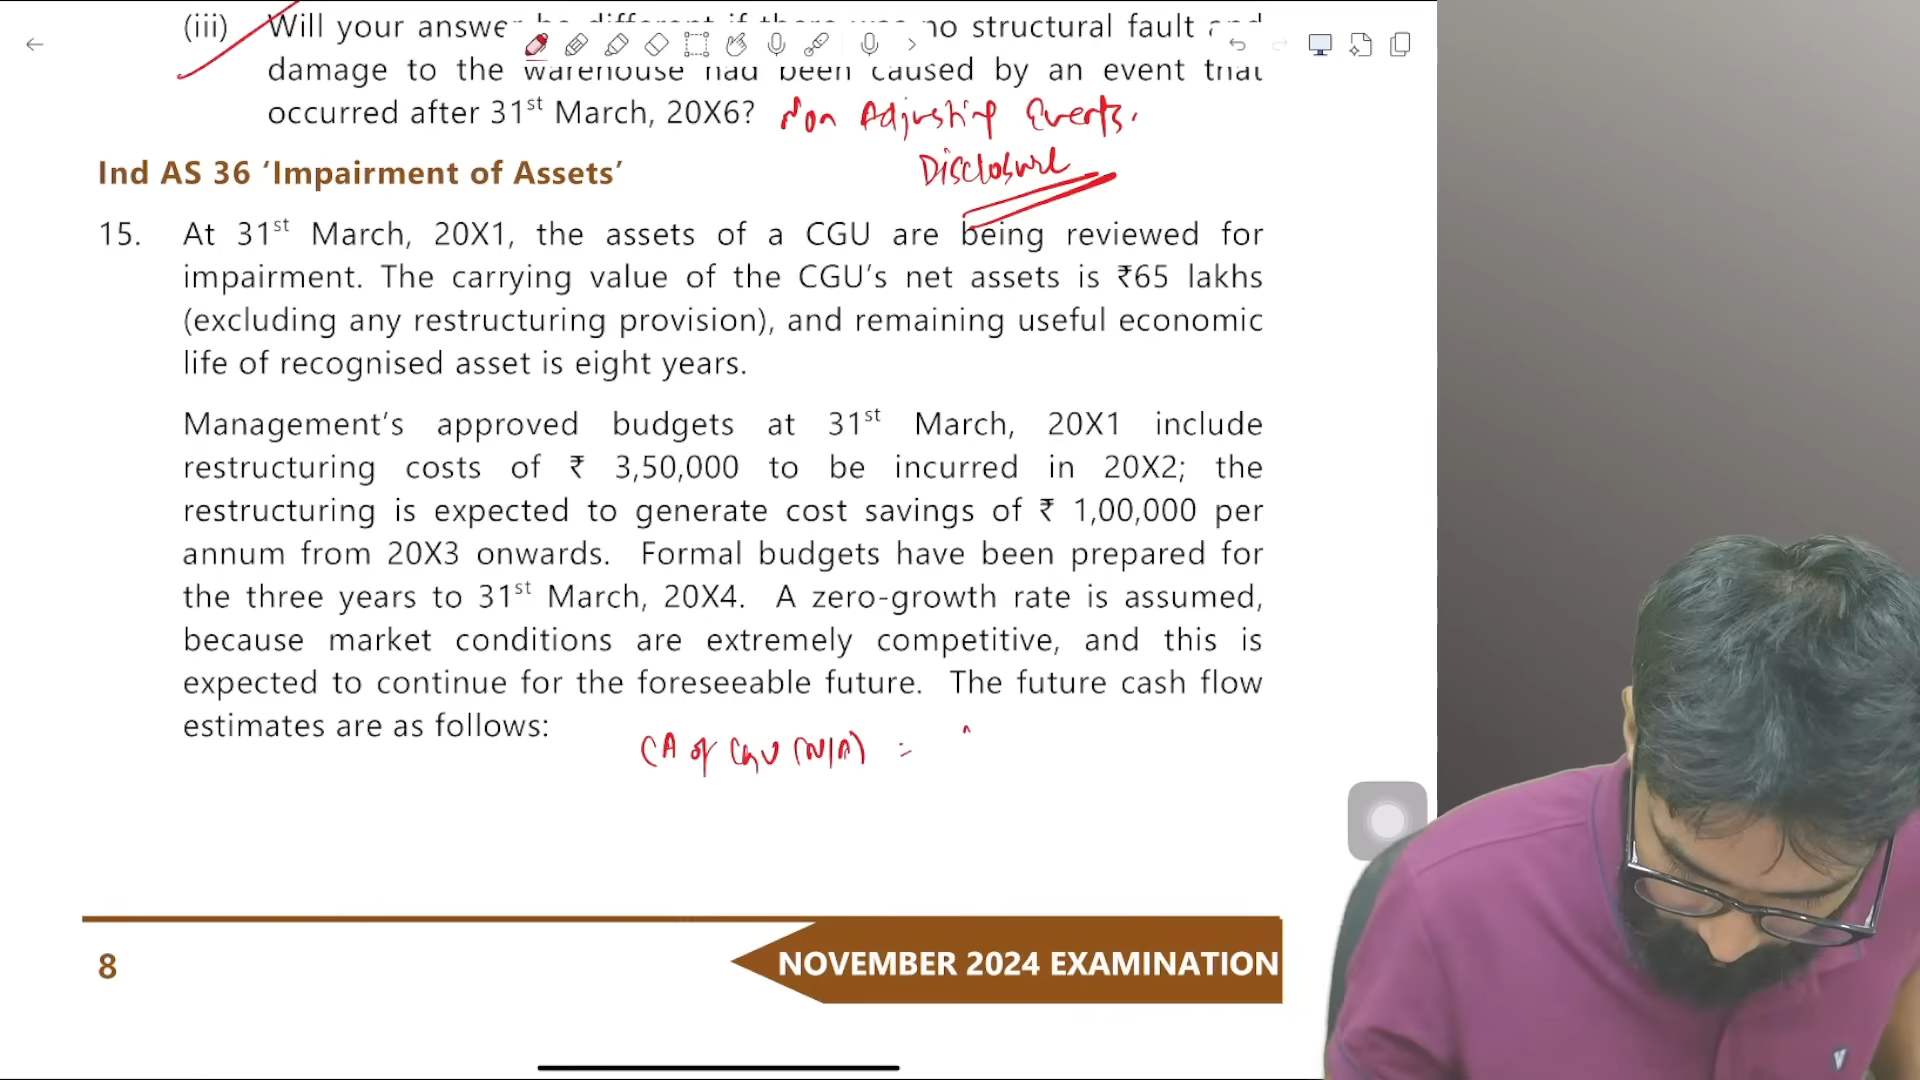 (iii) Will your answer be different if there was no structural fault and
damage to the warehouse had been caused by an event that
occurred after 31st March, 20X6? Non Adjusting Events.
Disclosure
Ind AS 36 ‘Impairment of Assets’
15. At 31st March, 20X1, the assets of a CGU are being reviewed for
impairment. The carrying value of the CGU’s net assets is ₹65 lakhs
(excluding any restructuring provision), and remaining useful economic
life of recognised asset is eight years.
Management’s approved budgets at 31st March, 20X1 include
restructuring costs of ₹ 3,50,000 to be incurred in 20X2; the
restructuring is expected to generate cost savings of ₹ 1,00,000 per
annum from 20X3 onwards. Formal budgets have been prepared for
the three years to 31st March, 20X4. A zero-growth rate is assumed,
because market conditions are extremely competitive, and this is
expected to continue for the foreseeable future. The future cash flow
estimates are as follows:
CA of CGU (N/A) =
8
NOVEMBER 2024 EXAMINATION